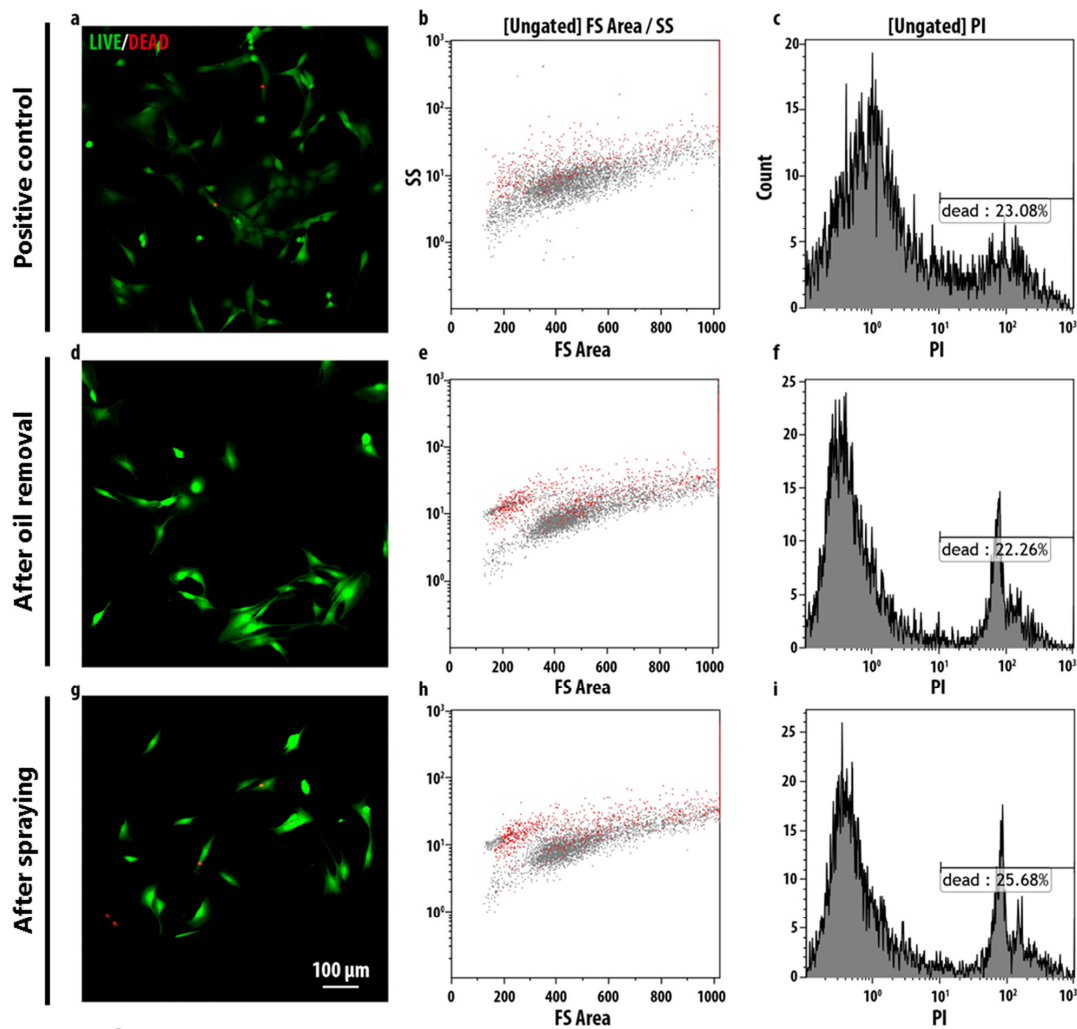 a
b
[Ungated] FS Area / SS
c
[Ungated] PI
Positive control
LIVE/DEAD
SS
10³
10²
10¹
10⁰
0 200 400 600 800 1000
FS Area
Count
20
15
10
5
0
dead : 23.08%
10⁰ 10¹ 10² 10³
PI
d
e
f
After oil removal
10³
10²
10¹
10⁰
0 200 400 600 800 1000
FS Area
25
20
15
10
5
0
dead : 22.26%
10⁰ 10¹ 10² 10³
PI
g
h
i
After spraying
100 µm
10³
10²
10¹
10⁰
0 200 400 600 800 1000
FS Area
25
20
15
10
5
0
dead : 25.68%
10⁰ 10¹ 10² 10³
PI